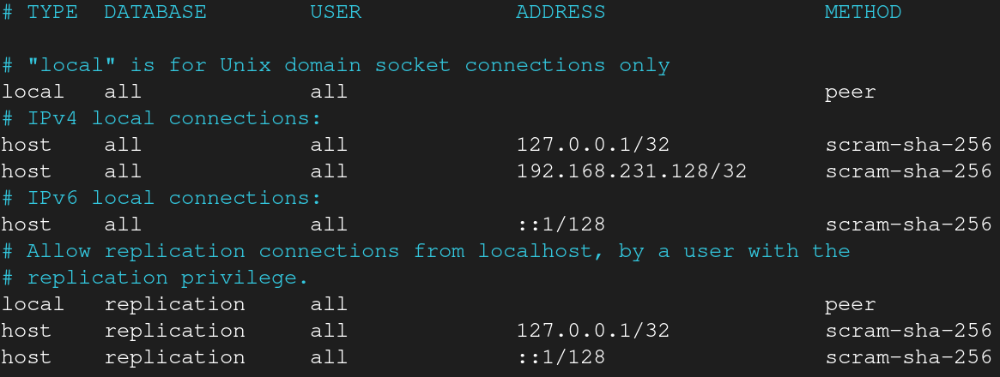 # TYPE  DATABASE        USER            ADDRESS                 METHOD

# "local" is for Unix domain socket connections only
local   all             all                                     peer
# IPv4 local connections:
host    all             all             127.0.0.1/32            scram-sha-256
host    all             all             192.168.231.128/32      scram-sha-256
# IPv6 local connections:
host    all             all             ::1/128                 scram-sha-256
# Allow replication connections from localhost, by a user with the
# replication privilege.
local   replication     all                                     peer
host    replication     all             127.0.0.1/32            scram-sha-256
host    replication     all             ::1/128                 scram-sha-256